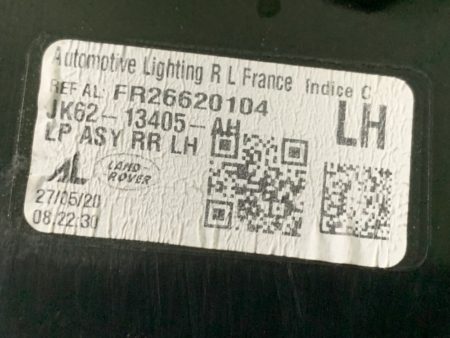 Automotive Lighting R L France Indice C
REF AL: FR26620104
JK62-13405-AH
LP ASY RR LH
LH
AL
LAND ROVER
27/05/20
08:22:30